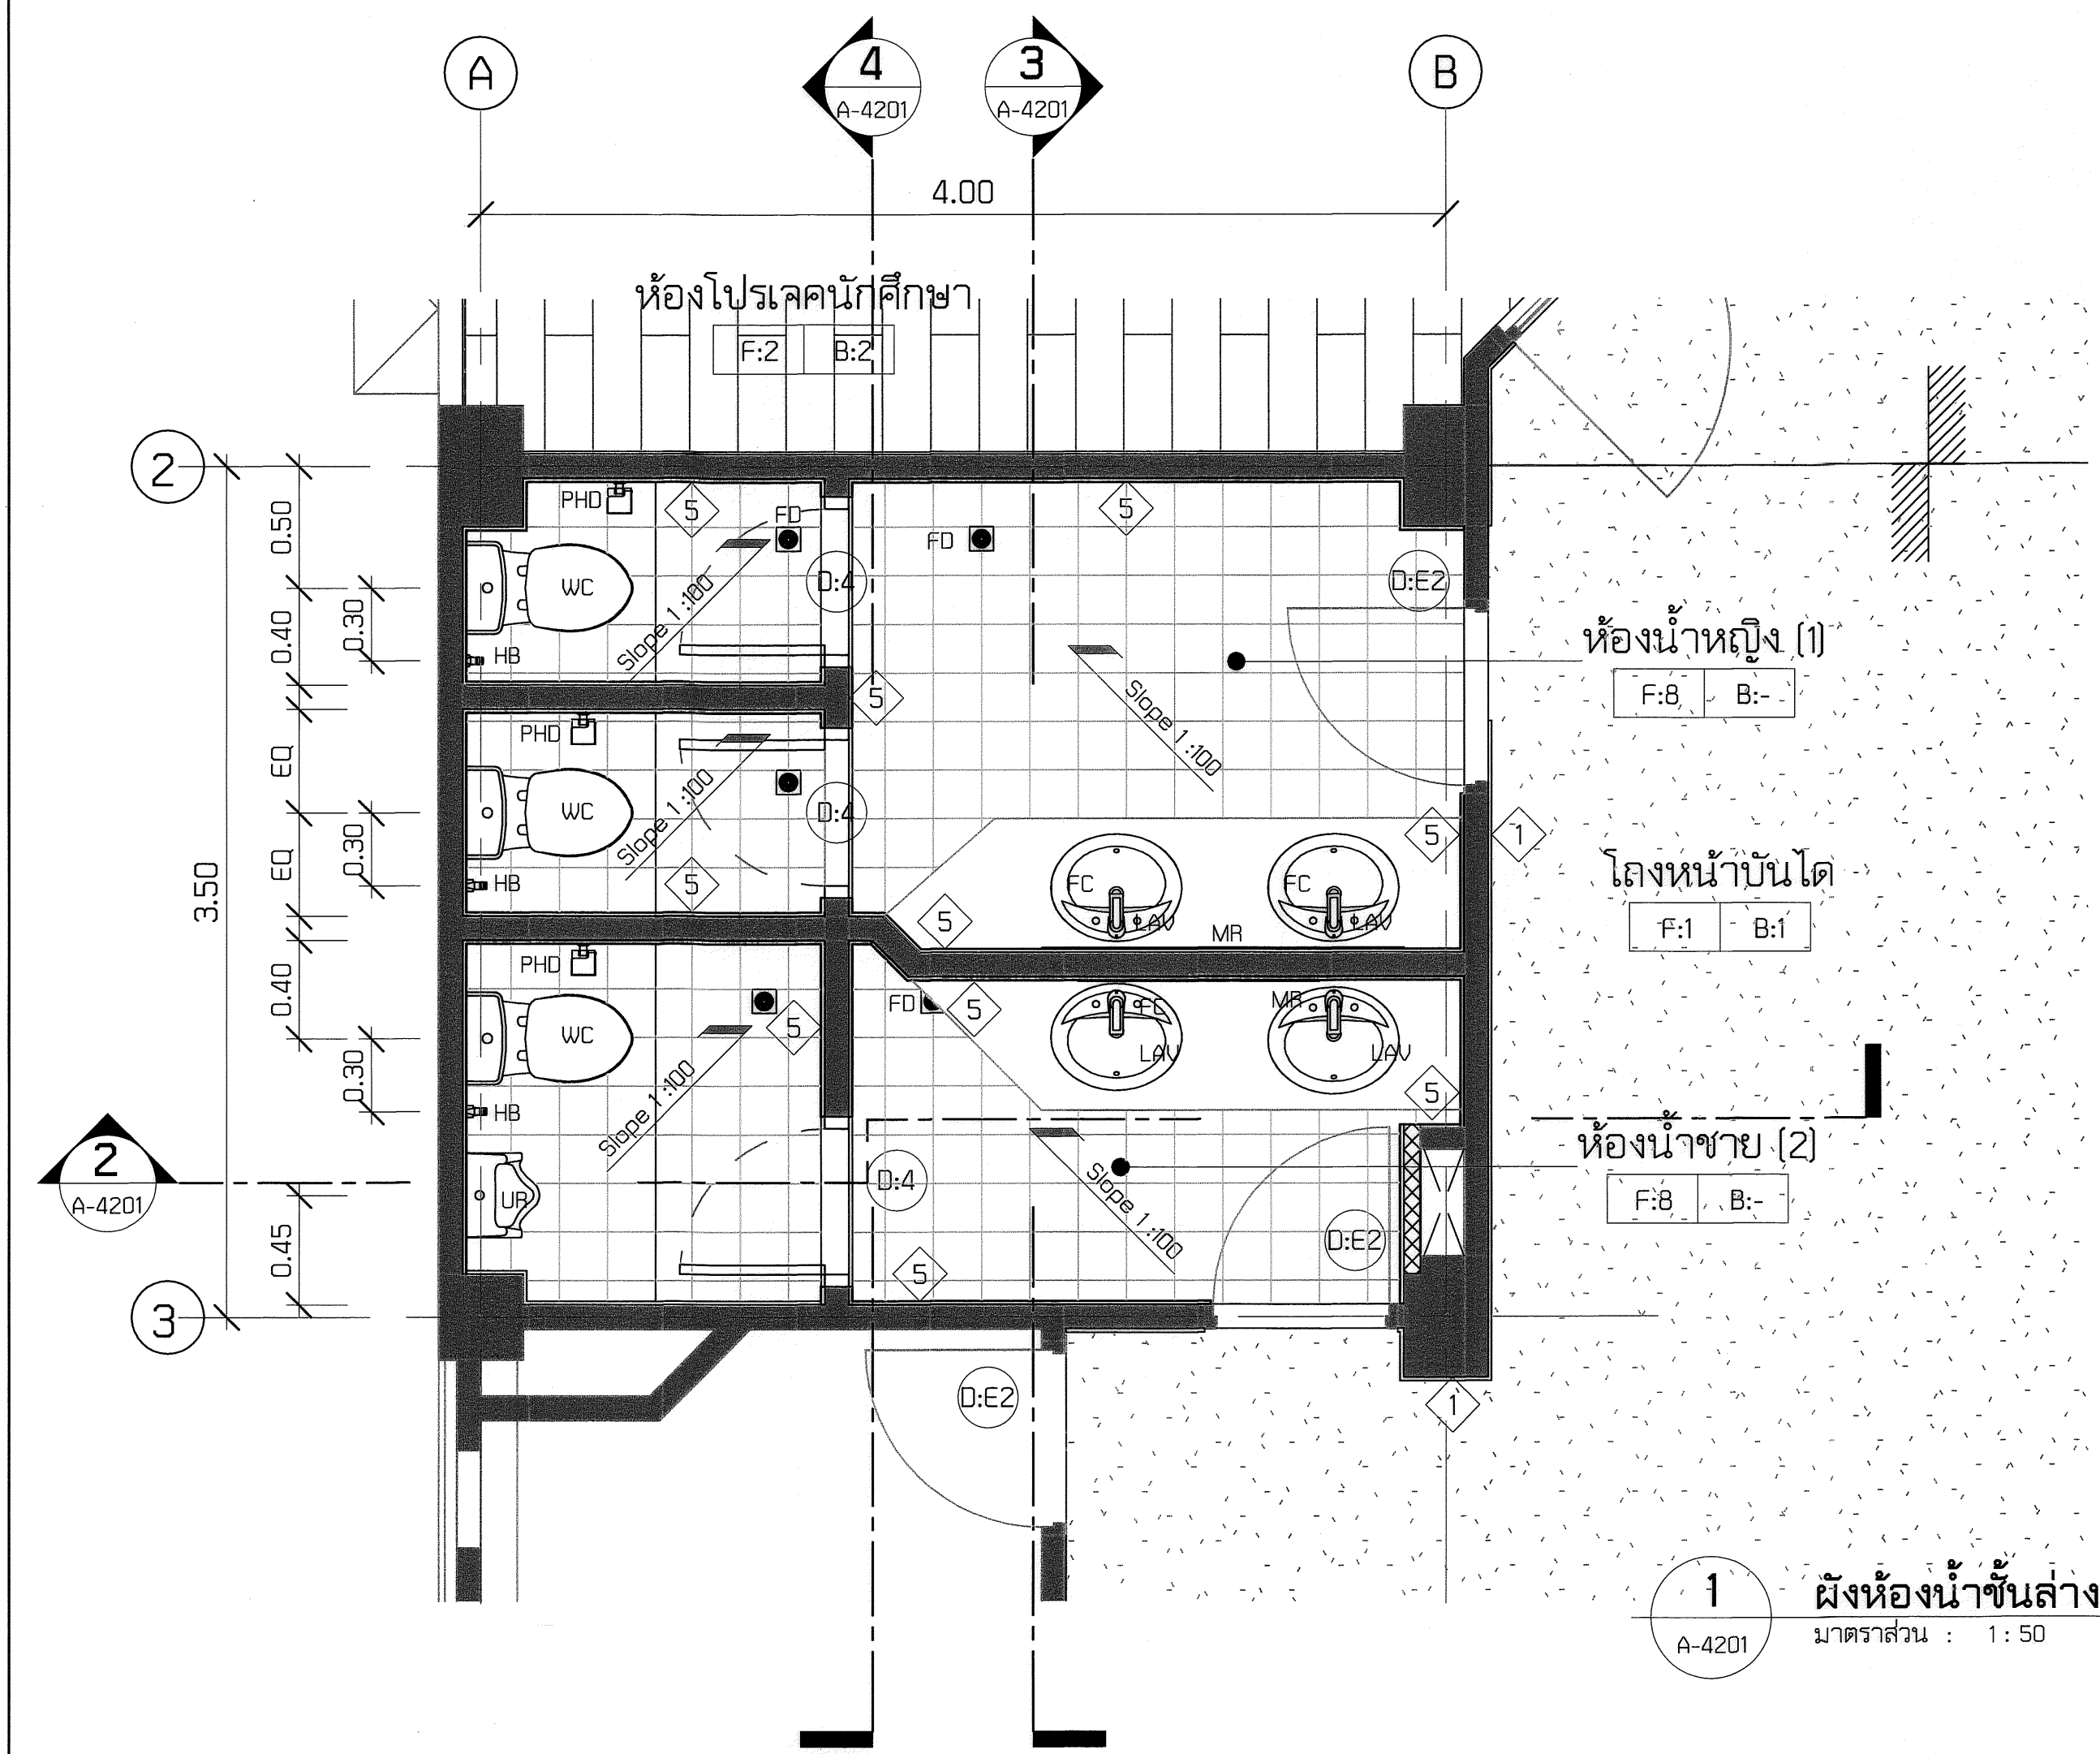 A
4
A-4201
3
A-4201
B
4.00
ห้องโปรเจคนักศึกษา
F:2 B:2
2
0.50
0.40
0.30
EQ
EQ
0.30
3.50
0.40
0.30
0.45
3
2
A-4201
PHD
5
FD
WC
Slope 1:100
HB
D:4
FD
5
D:E2
5
Slope 1:100
ห้องน้ำหญิง (1)
F:8 B:-
PHD
WC
Slope 1:100
HB
5
D:4
5
1
FC
LAV
FC
LAV
MR
5
โถงหน้าบันได
F:1 B:1
PHD
WC
Slope 1:100
HB
5
UR
FD
5
FC
LAV
MR
LAV
5
D:4
Slope 1:100
5
D:E2
ห้องน้ำชาย (2)
F:8 B:-
D:E2
1
1
A-4201
ผังห้องน้ำชั้นล่าง
มาตราส่วน : 1:50